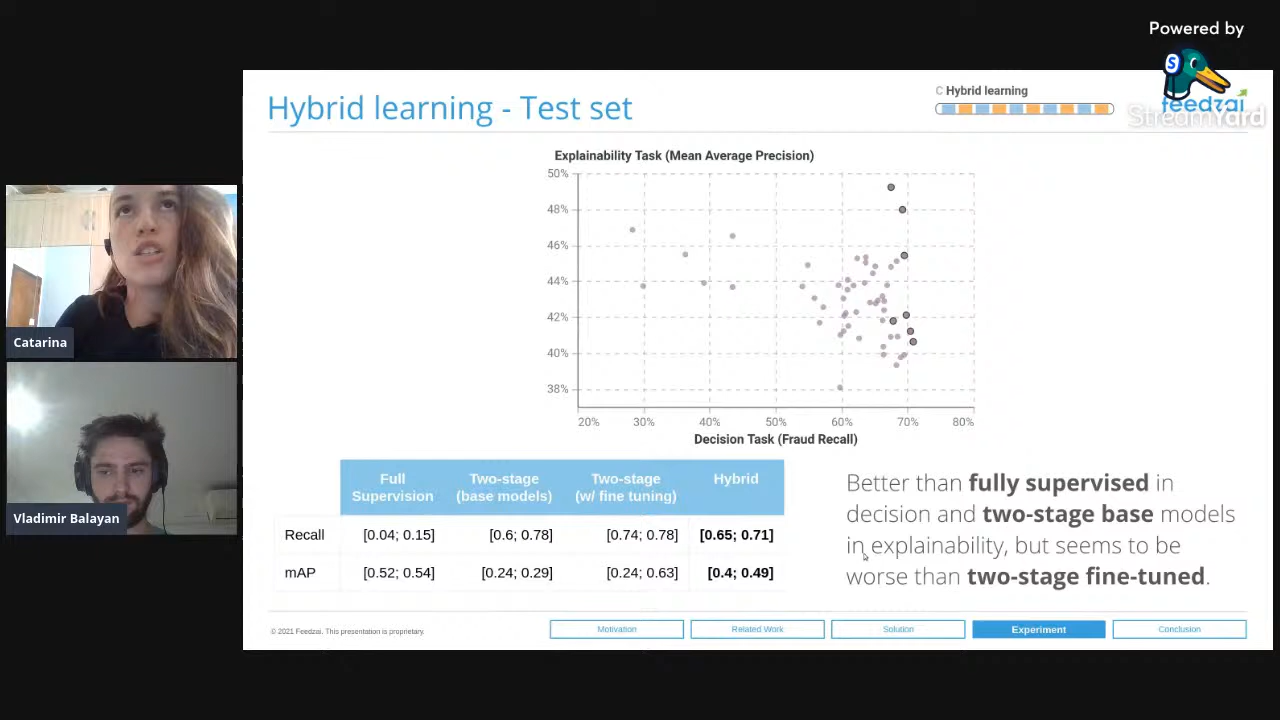 Powered by
S
feedzai
StreamYard
Hybrid learning - Test set
C Hybrid learning
Explainability Task (Mean Average Precision)
50%
48%
46%
44%
42%
40%
38%
20% 30% 40% 50% 60% 70% 80%
Decision Task (Fraud Recall)
Full Supervision Two-stage (base models) Two-stage (w/ fine tuning) Hybrid
Recall [0.04; 0.15] [0.6; 0.78] [0.74; 0.78] [0.65; 0.71]
mAP [0.52; 0.54] [0.24; 0.29] [0.24; 0.63] [0.4; 0.49]
Better than fully supervised in
decision and two-stage base models
in explainability, but seems to be
worse than two-stage fine-tuned.
© 2021 Feedzai. This presentation is proprietary.
Motivation Related Work Solution Experiment Conclusion
Catarina
Vladimir Balayan